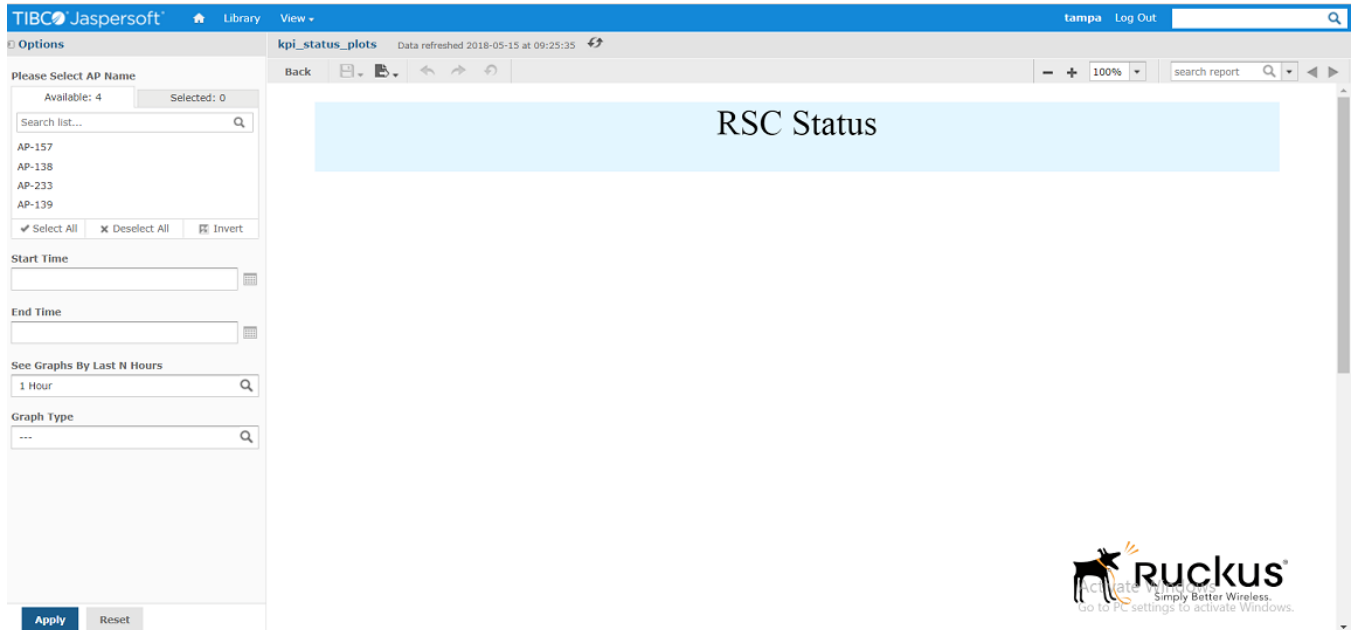 TIBCO Jaspersoft® Library View tampa Log Out
Options
kpi_status_plots Data refreshed 2018-05-15 at 09:25:35
Back 100% search report
Please Select AP Name
Available: 4 Selected: 0
Search list...
AP-157
AP-138
AP-233
AP-139
Select All Deselect All Invert
Start Time
End Time
See Graphs By Last N Hours
1 Hour
Graph Type
---
Apply Reset
RSC Status
RUCKUS®
Simply Better Wireless.
Activate Windows
Go to PC settings to activate Windows.